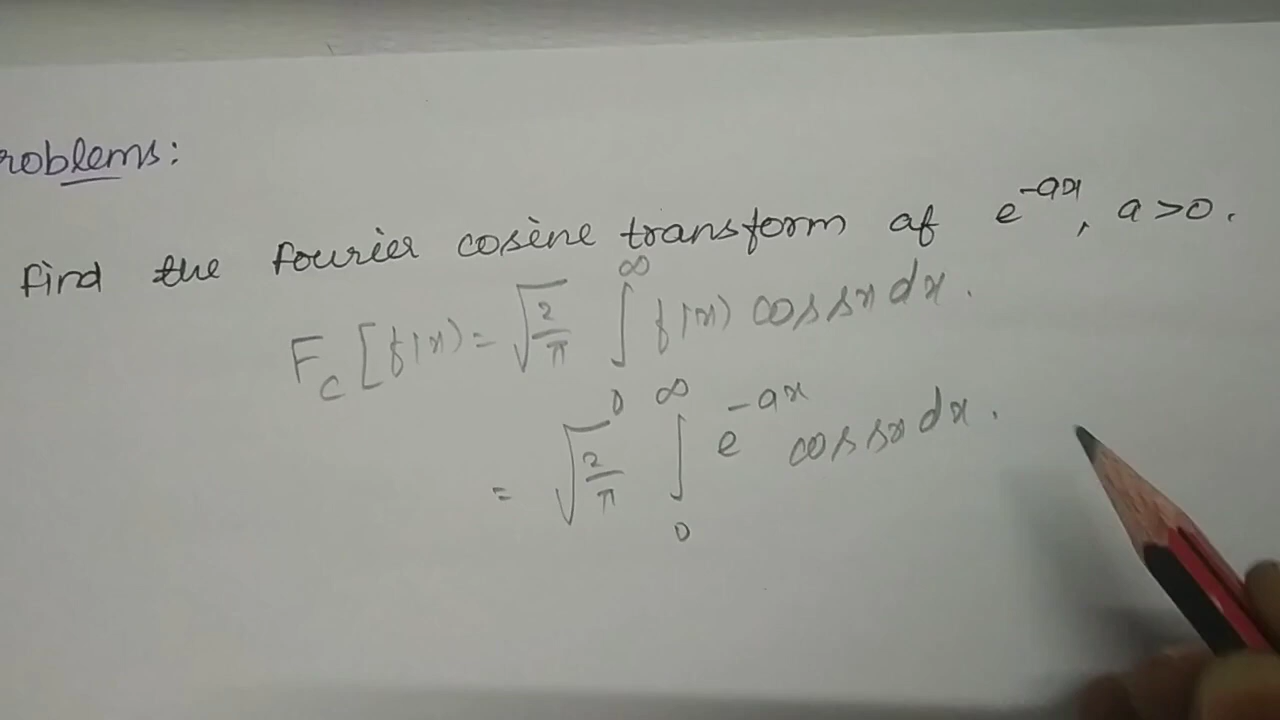 roblems:
find the fourier cosine transform of e^{-ax}, a>0.
F_c [f(x) = √(2/π) ∫_0^∞ f(x) cos sx dx.
= √(2/π) ∫_0^∞ e^{-ax} cos sx dx.